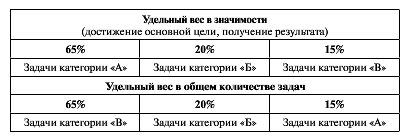 Удельный вес в значимости
(достижение основной цели, получение результата)
65% 20% 15%
Задачи категории «А» Задачи категории «Б» Задачи категории «В»
Удельный вес в общем количестве задач
65% 20% 15%
Задачи категории «В» Задачи категории «Б» Задачи категории «А»